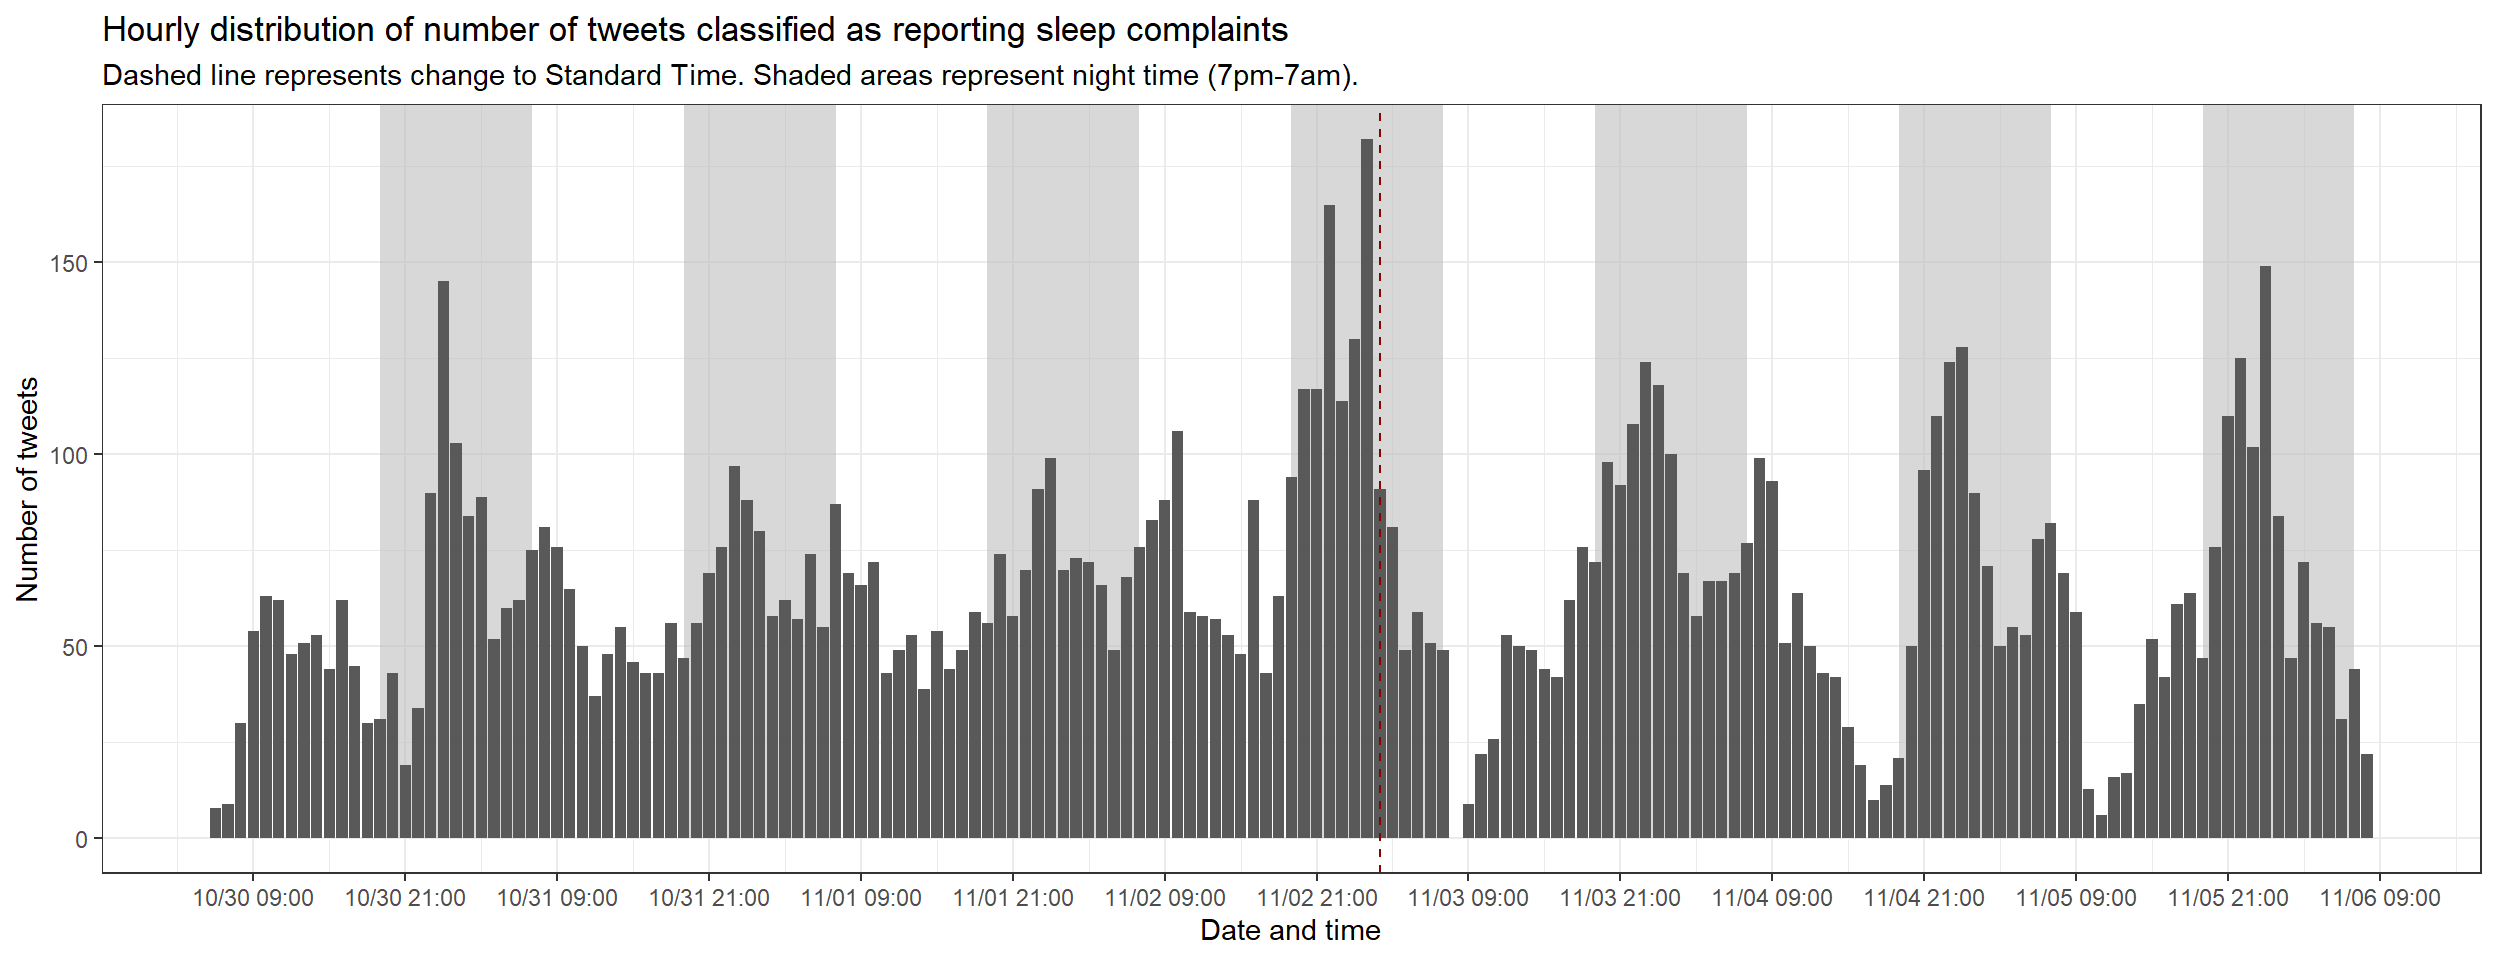 Hourly distribution of number of tweets classified as reporting sleep complaints
Dashed line represents change to Standard Time. Shaded areas represent night time (7pm-7am).
Number of tweets
150
100
50
0
10/30 09:00 10/30 21:00 10/31 09:00 10/31 21:00 11/01 09:00 11/01 21:00 11/02 09:00 11/02 21:00 11/03 09:00 11/03 21:00 11/04 09:00 11/04 21:00 11/05 09:00 11/05 21:00 11/06 09:00
Date and time